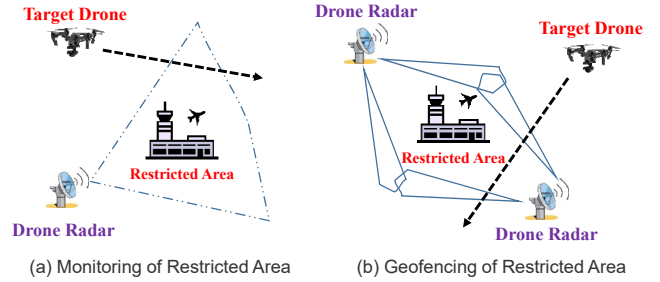 Target Drone
Restricted Area
Drone Radar
(a) Monitoring of Restricted Area
Drone Radar
Target Drone
Restricted Area
Drone Radar
(b) Geofencing of Restricted Area